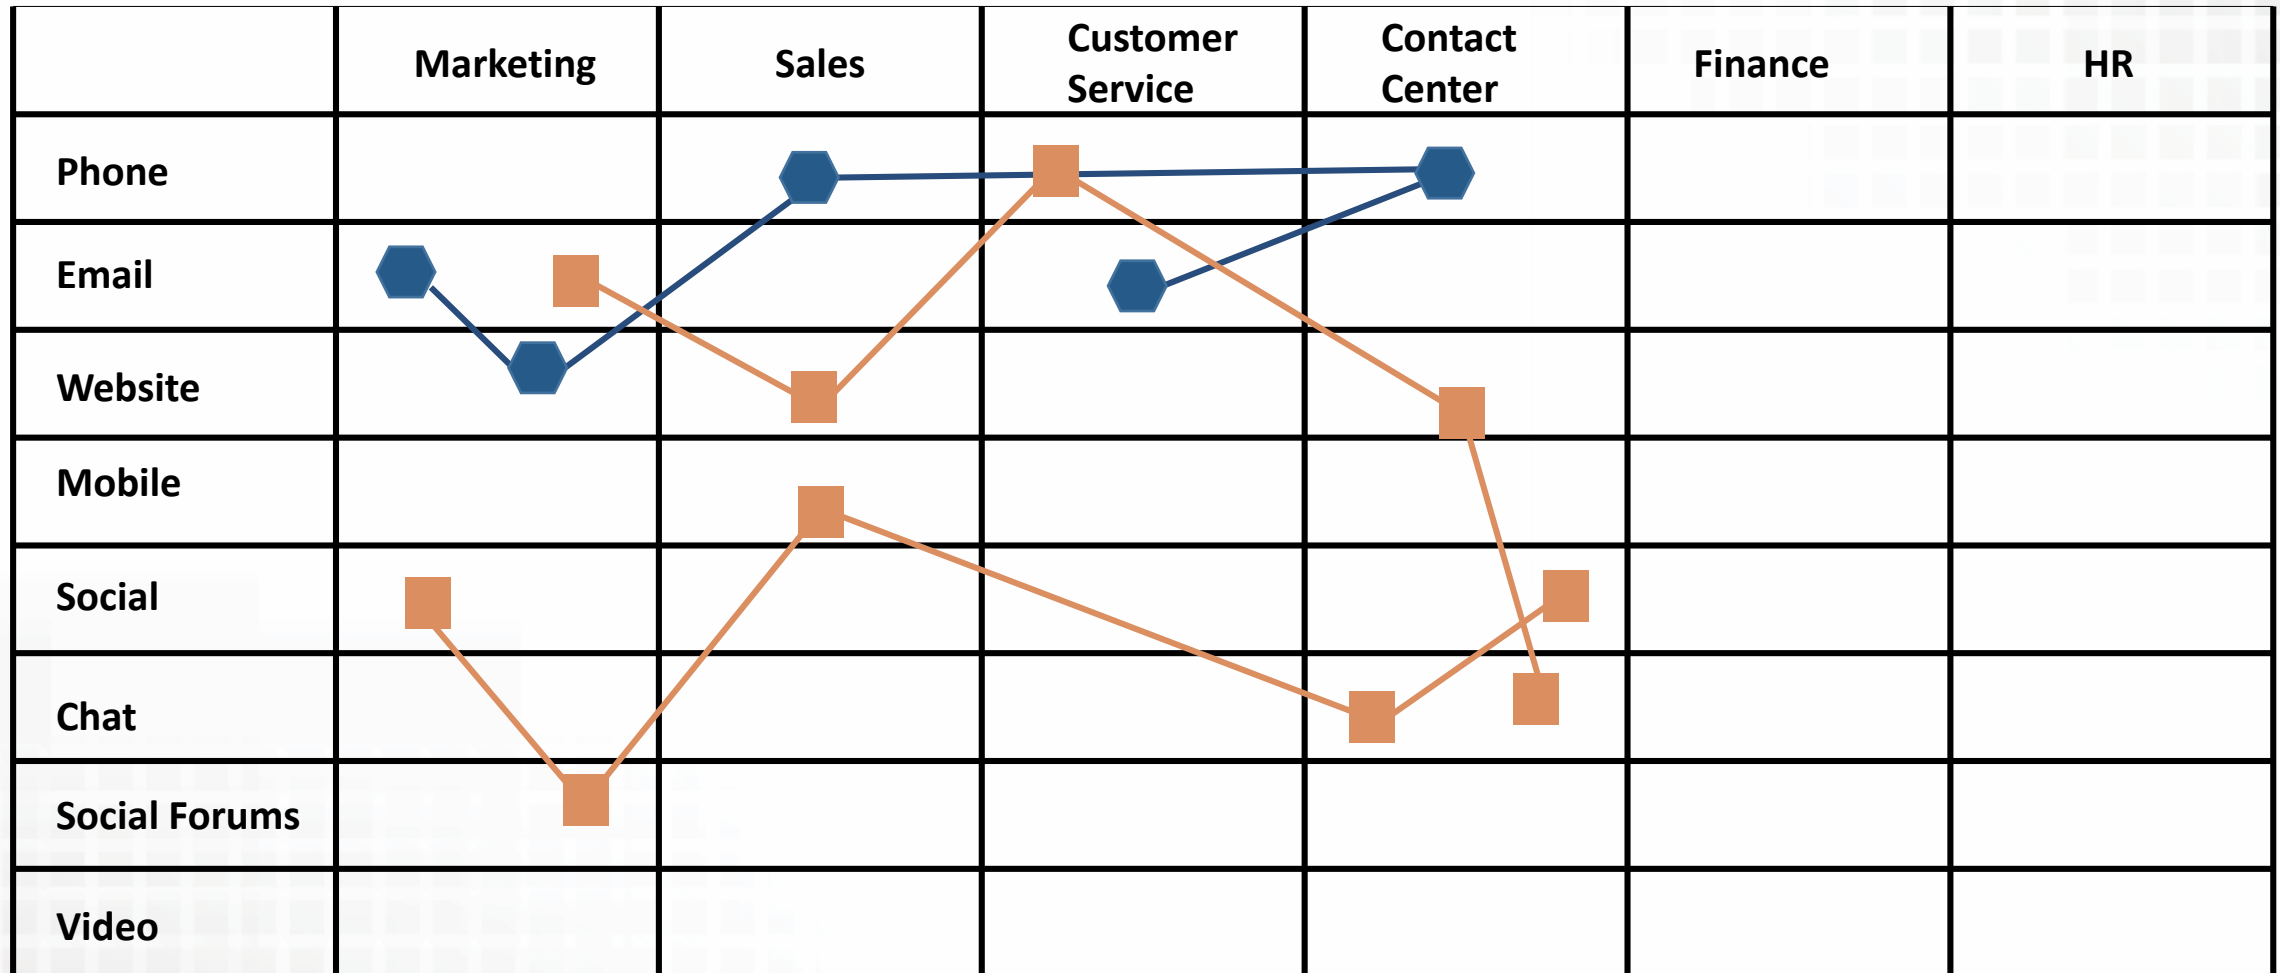 Marketing
Sales
Customer
Service
Contact
Center
Finance
HR
Phone
Email
Website
Mobile
Social
Chat
Social Forums
Video